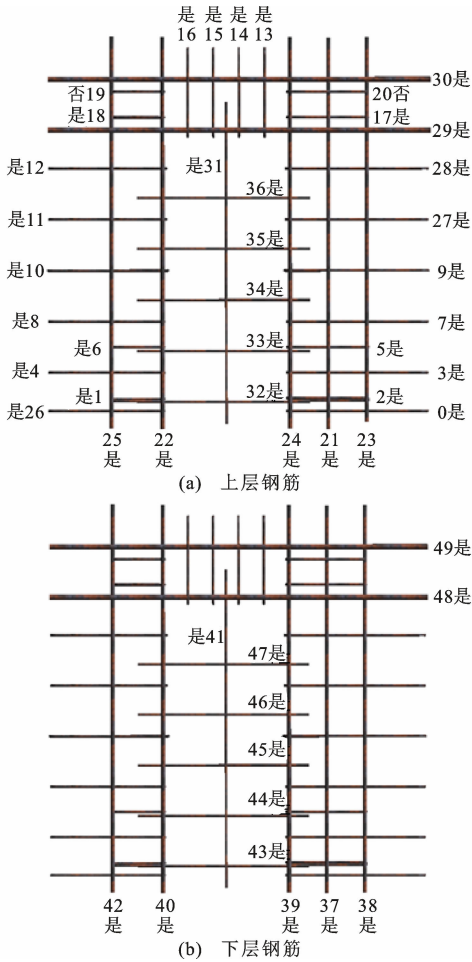 是 是 是 是
16 15 14 13
30是
否19 20否
是18 17是
29是
是12 是31 28是
36是
是11 27是
35是
是10 9是
34是
是8 7是
是6 33是 5是
是4 3是
是1 32是 2是
是26 0是
25 22 24 21 23
是 是 是 是 是
(a) 上层钢筋
49是
48是
是41
47是
46是
45是
44是
43是
42 40 39 37 38
是 是 是 是 是
(b) 下层钢筋